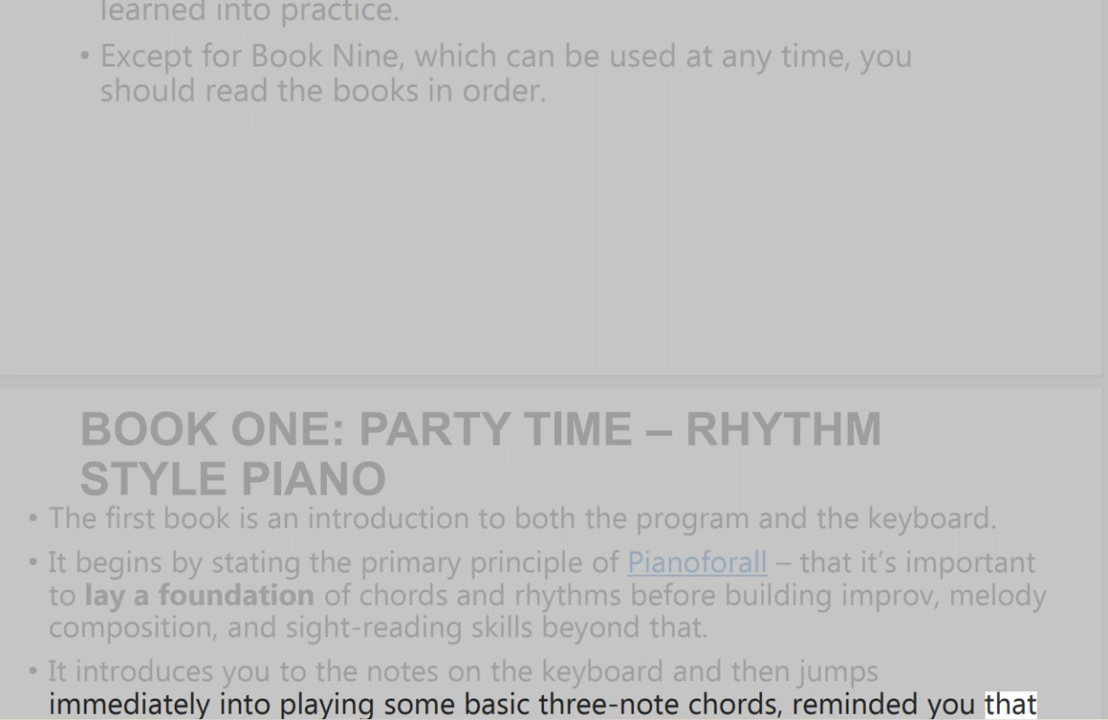 learned into practice.
• Except for Book Nine, which can be used at any time, you
should read the books in order.
BOOK ONE: PARTY TIME – RHYTHM
STYLE PIANO
• The first book is an introduction to both the program and the keyboard.
• It begins by stating the primary principle of Pianoforall – that it’s important
to lay a foundation of chords and rhythms before building improv, melody
composition, and sight-reading skills beyond that.
• It introduces you to the notes on the keyboard and then jumps
immediately into playing some basic three-note chords, reminded you that